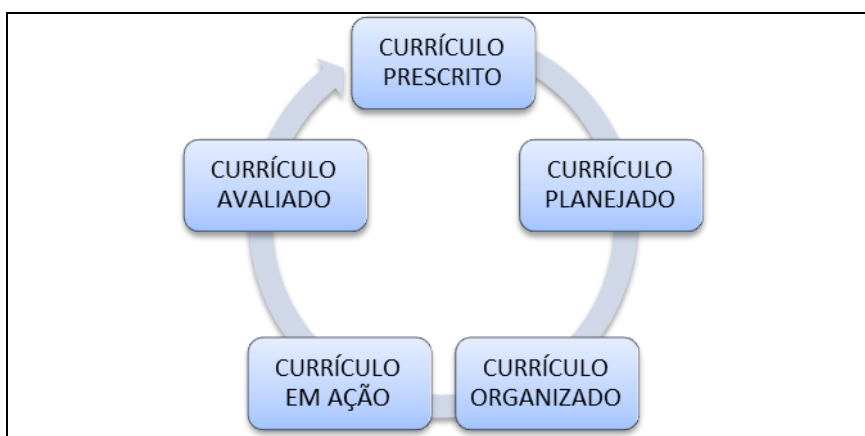 CURRÍCULO
PRESCRITO
CURRÍCULO
PLANEJADO
CURRÍCULO
ORGANIZADO
CURRÍCULO
EM AÇÃO
CURRÍCULO
AVALIADO